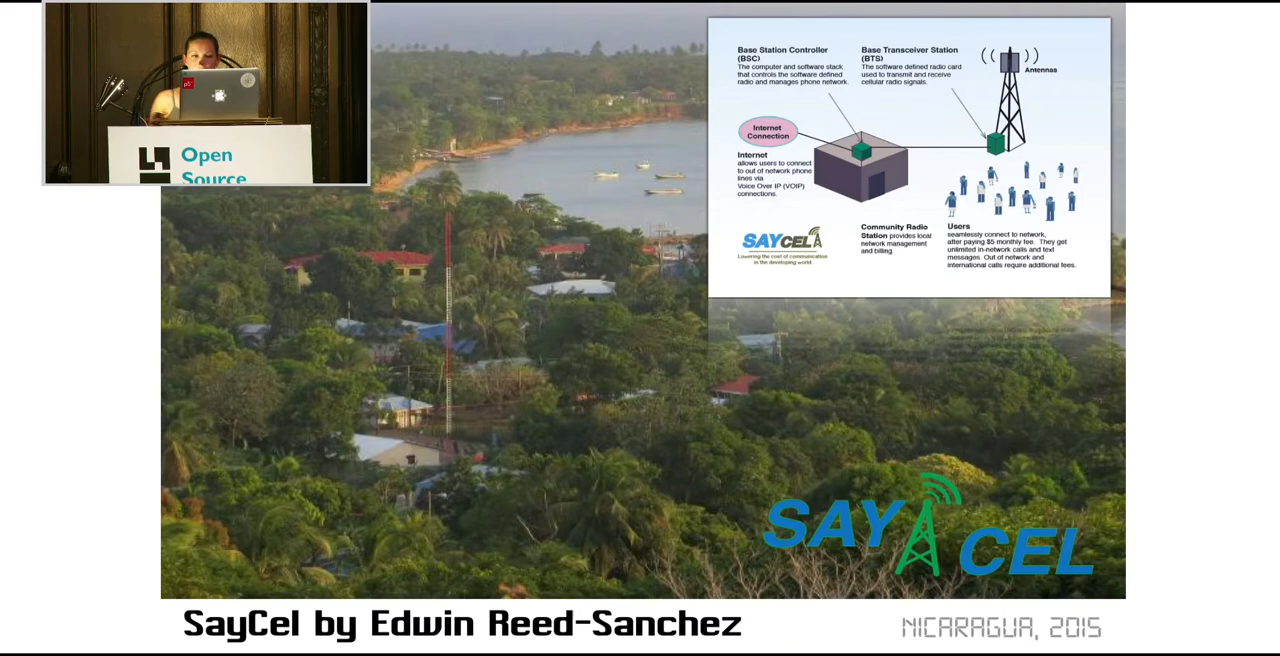 p5*
Open
Source
Base Station Controller
(BSC)
The computer and software stack
that controls the software defined
radio and manages phone network.
Base Transceiver Station
(BTS)
The software defined radio card
used to transmit and receive
cellular radio signals.
Antennas
Internet
Connection
Internet
allows users to connect
to out of network phone
lines via
Voice Over IP (VOIP)
connections.
SAYCEL
Lowering the cost of communication
in the developing world.
Community Radio
Station provides local
network management
and billing.
Users
seamlessly connect to network,
after paying $5 monthly fee. They get
unlimited in-network calls and text
messages. Out of network and
international calls require additional fees.
SAYCEL
SayCel by Edwin Reed-Sanchez
NICARAGUA, 2015